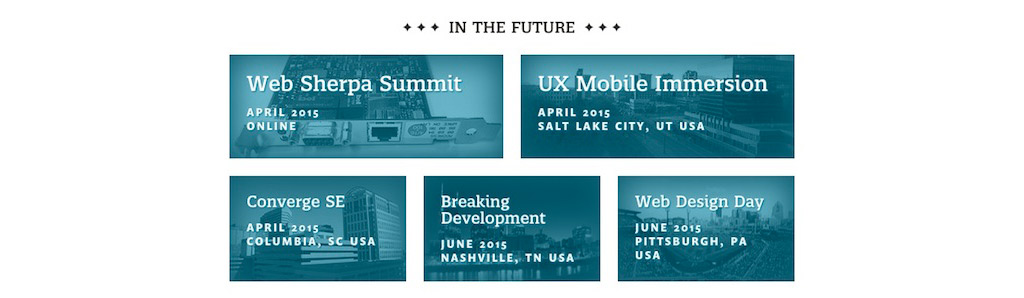 ✦ ✦ ✦ IN THE FUTURE ✦ ✦ ✦
Web Sherpa Summit
APRIL 2015
ONLINE
UX Mobile Immersion
APRIL 2015
SALT LAKE CITY, UT USA
Converge SE
APRIL 2015
COLUMBIA, SC USA
Breaking
Development
JUNE 2015
NASHVILLE, TN USA
Web Design Day
JUNE 2015
PITTSBURGH, PA
USA